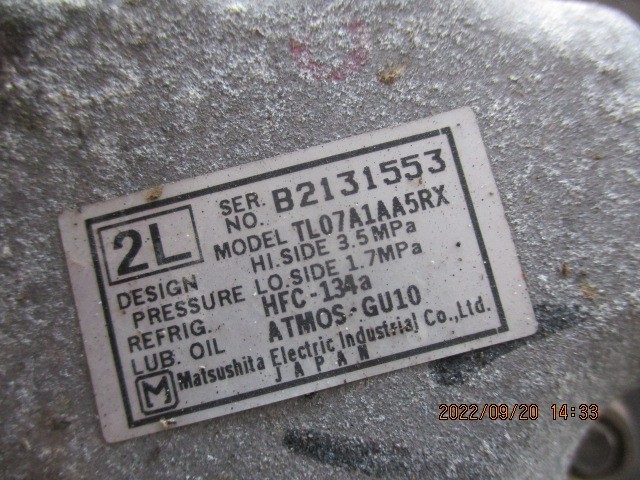 2L
SER. NO. B2131553
MODEL TL07A1AA5RX
DESIGN PRESSURE HI.SIDE 3.5MPa
LO.SIDE 1.7MPa
REFRIG. HFC-134a
LUB. OIL ATMOS-GU10
M Matsushita Electric Industrial Co.,Ltd.
JAPAN
2022/09/20 14:33